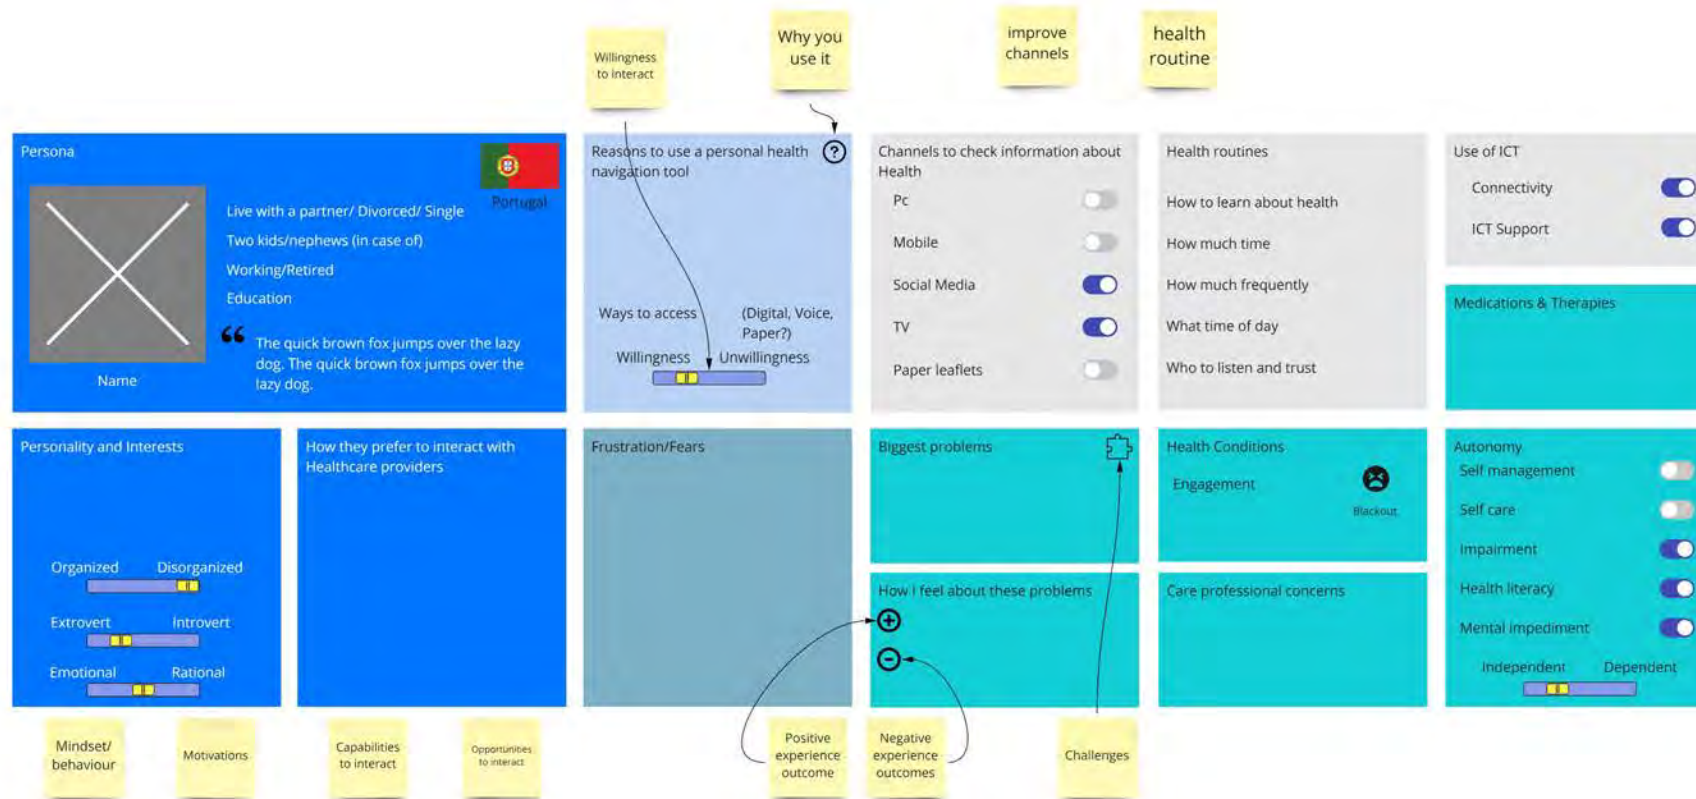 Willingness
to interact
Why you
use it
improve
channels
health
routine
Persona
Portugal
Live with a partner/ Divorced/ Single
Two kids/nephews (in case of)
Working/Retired
Education
“ The quick brown fox jumps over the lazy
dog. The quick brown fox jumps over the
lazy dog.
Name
Reasons to use a personal health
navigation tool
?
Ways to access
(Digital, Voice,
Paper?)
Willingness Unwillingness
Channels to check information about
Health
Pc
Mobile
Social Media
TV
Paper leaflets
Health routines
How to learn about health
How much time
How much frequently
What time of day
Who to listen and trust
Use of ICT
Connectivity
ICT Support
Medications & Therapies
Personality and Interests
Organized Disorganized
Extrovert Introvert
Emotional Rational
How they prefer to interact with
Healthcare providers
Frustration/Fears
Biggest problems
How I feel about these problems
Health Conditions
Engagement
Blackout
Care professional concerns
Autonomy
Self management
Self care
Impairment
Health literacy
Mental impediment
Independent Dependent
Mindset/
behaviour
Motivations
Capabilities
to interact
Opportunities
to interact
Positive
experience
outcome
Negative
experience
outcomes
Challenges